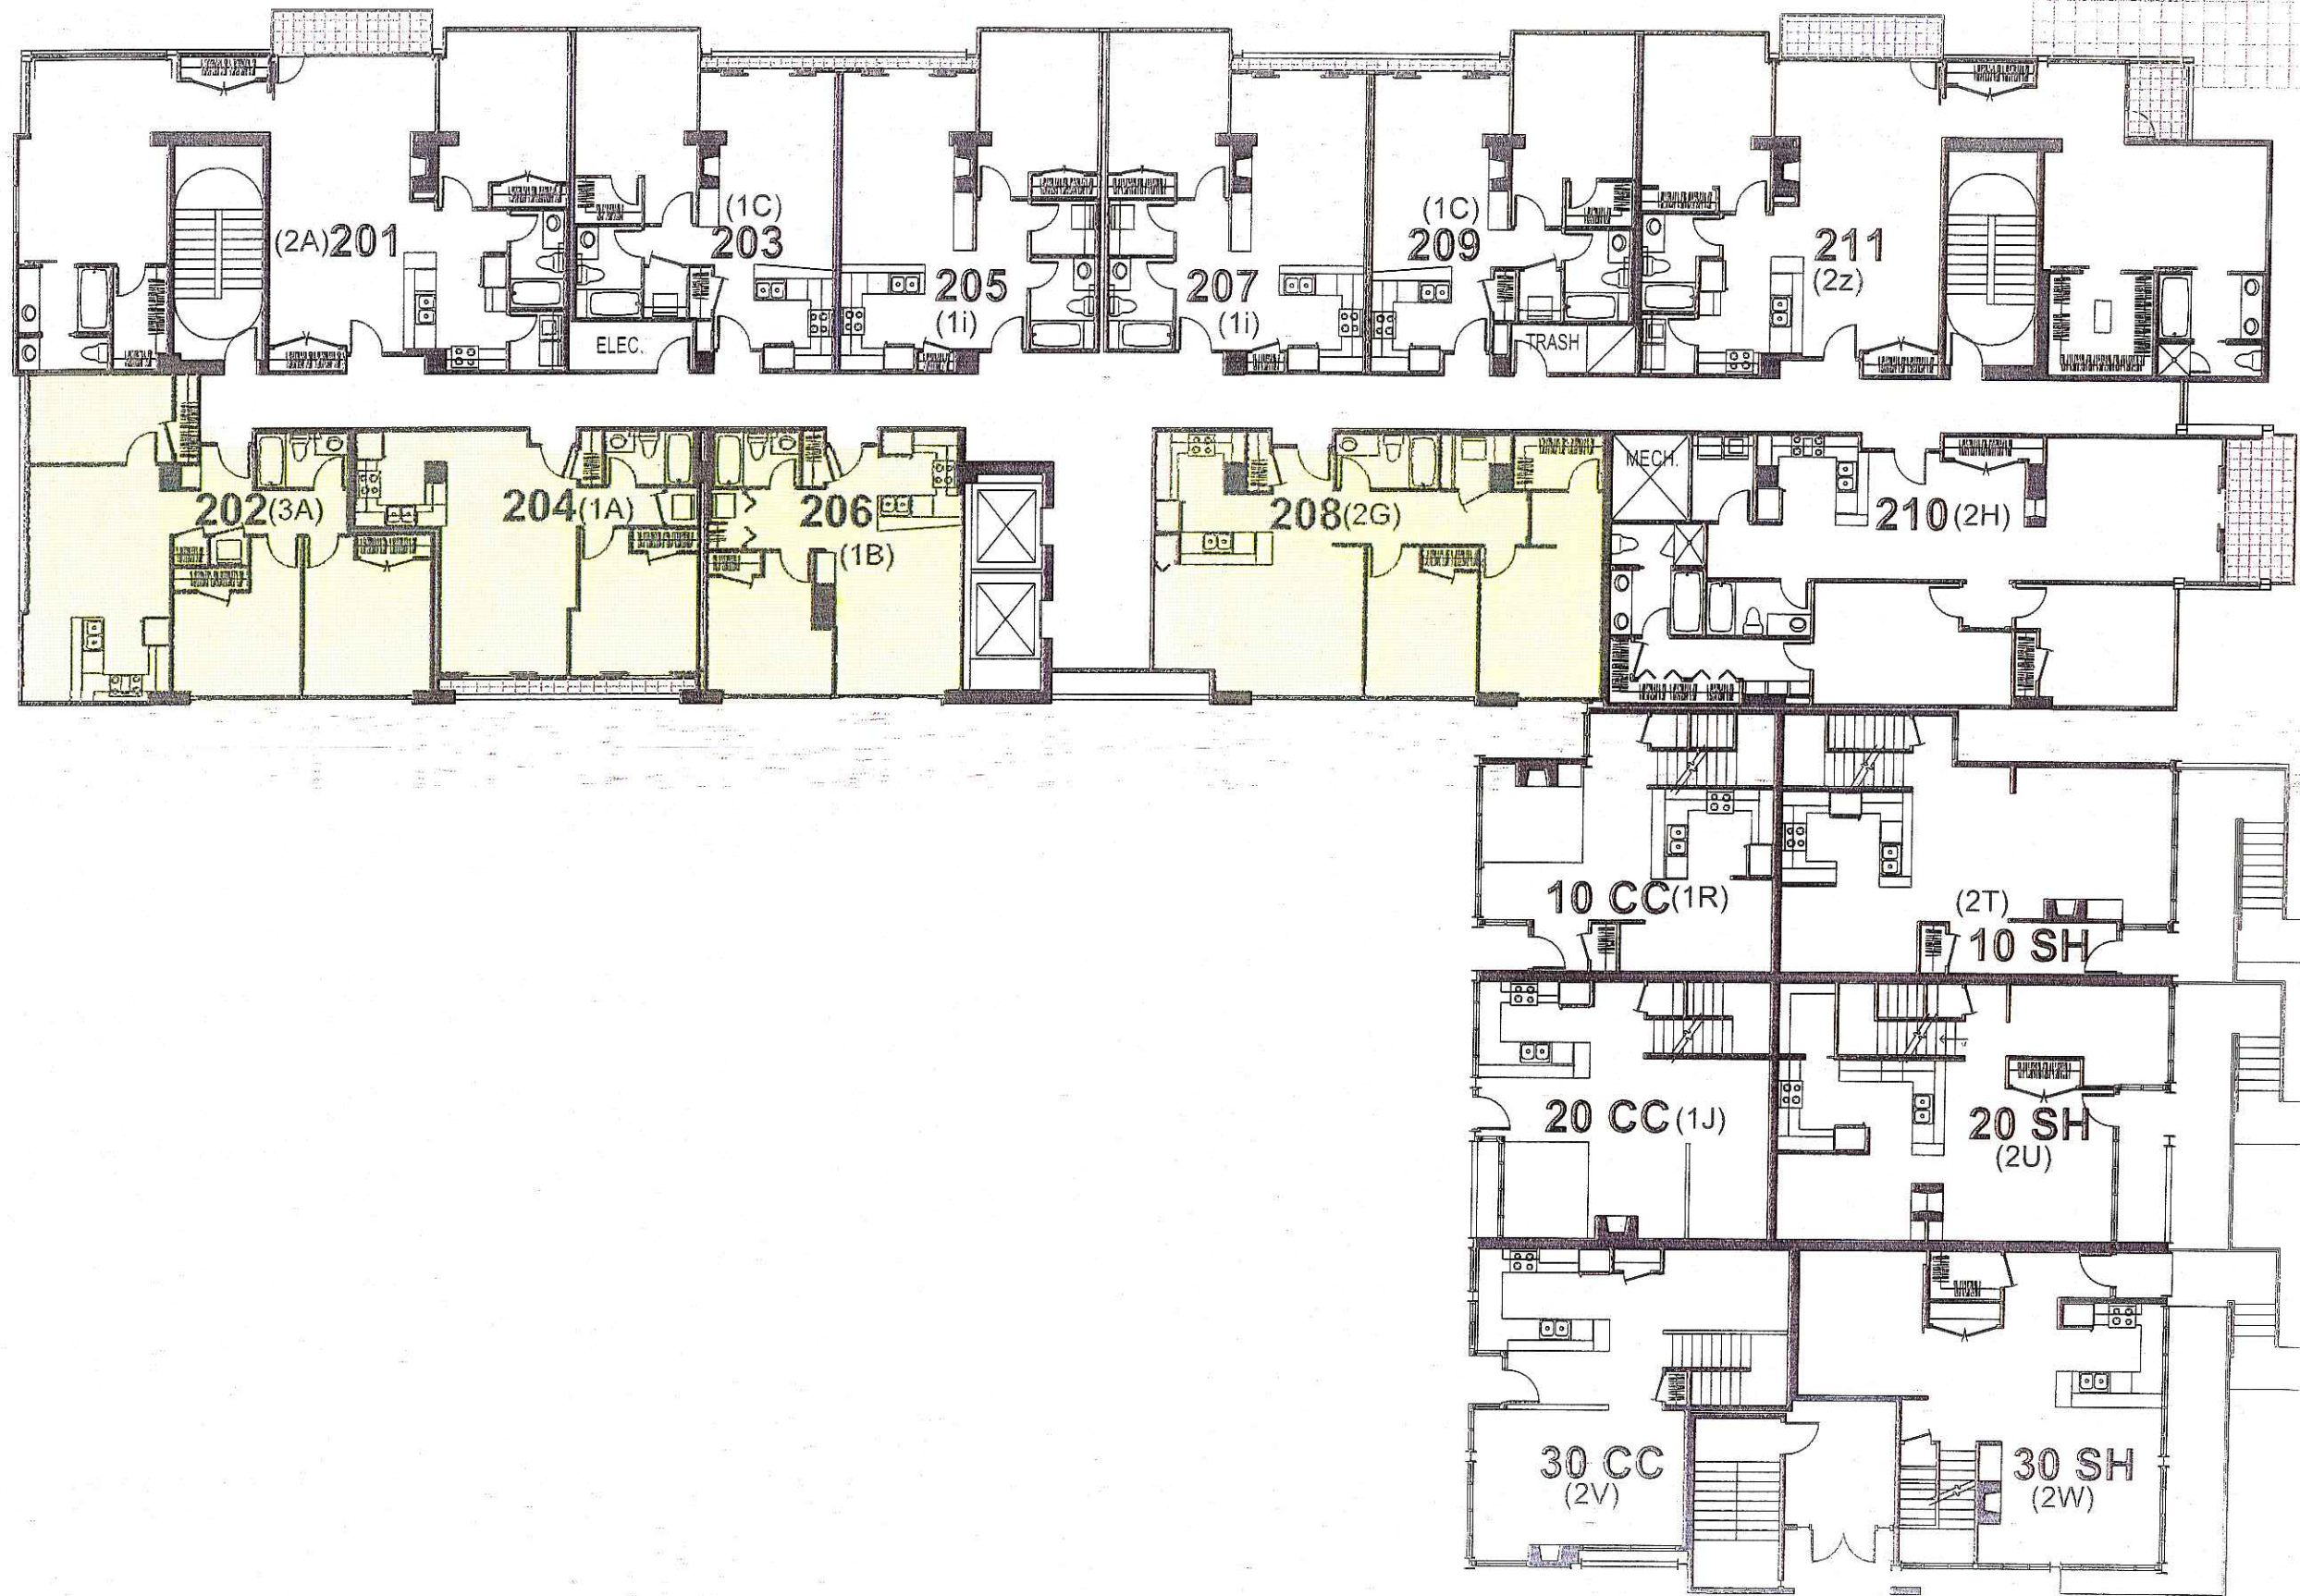 (2A) 201
(1C)
203
205
(1i)
207
(1i)
(1C)
209
211
(2z)
ELEC.
TRASH
202 (3A)
204 (1A)
206
(1B)
208 (2G)
MECH.
210 (2H)
10 CC (1R)
(2T)
10 SH
20 CC (1J)
20 SH
(2U)
30 CC
(2V)
30 SH
(2W)